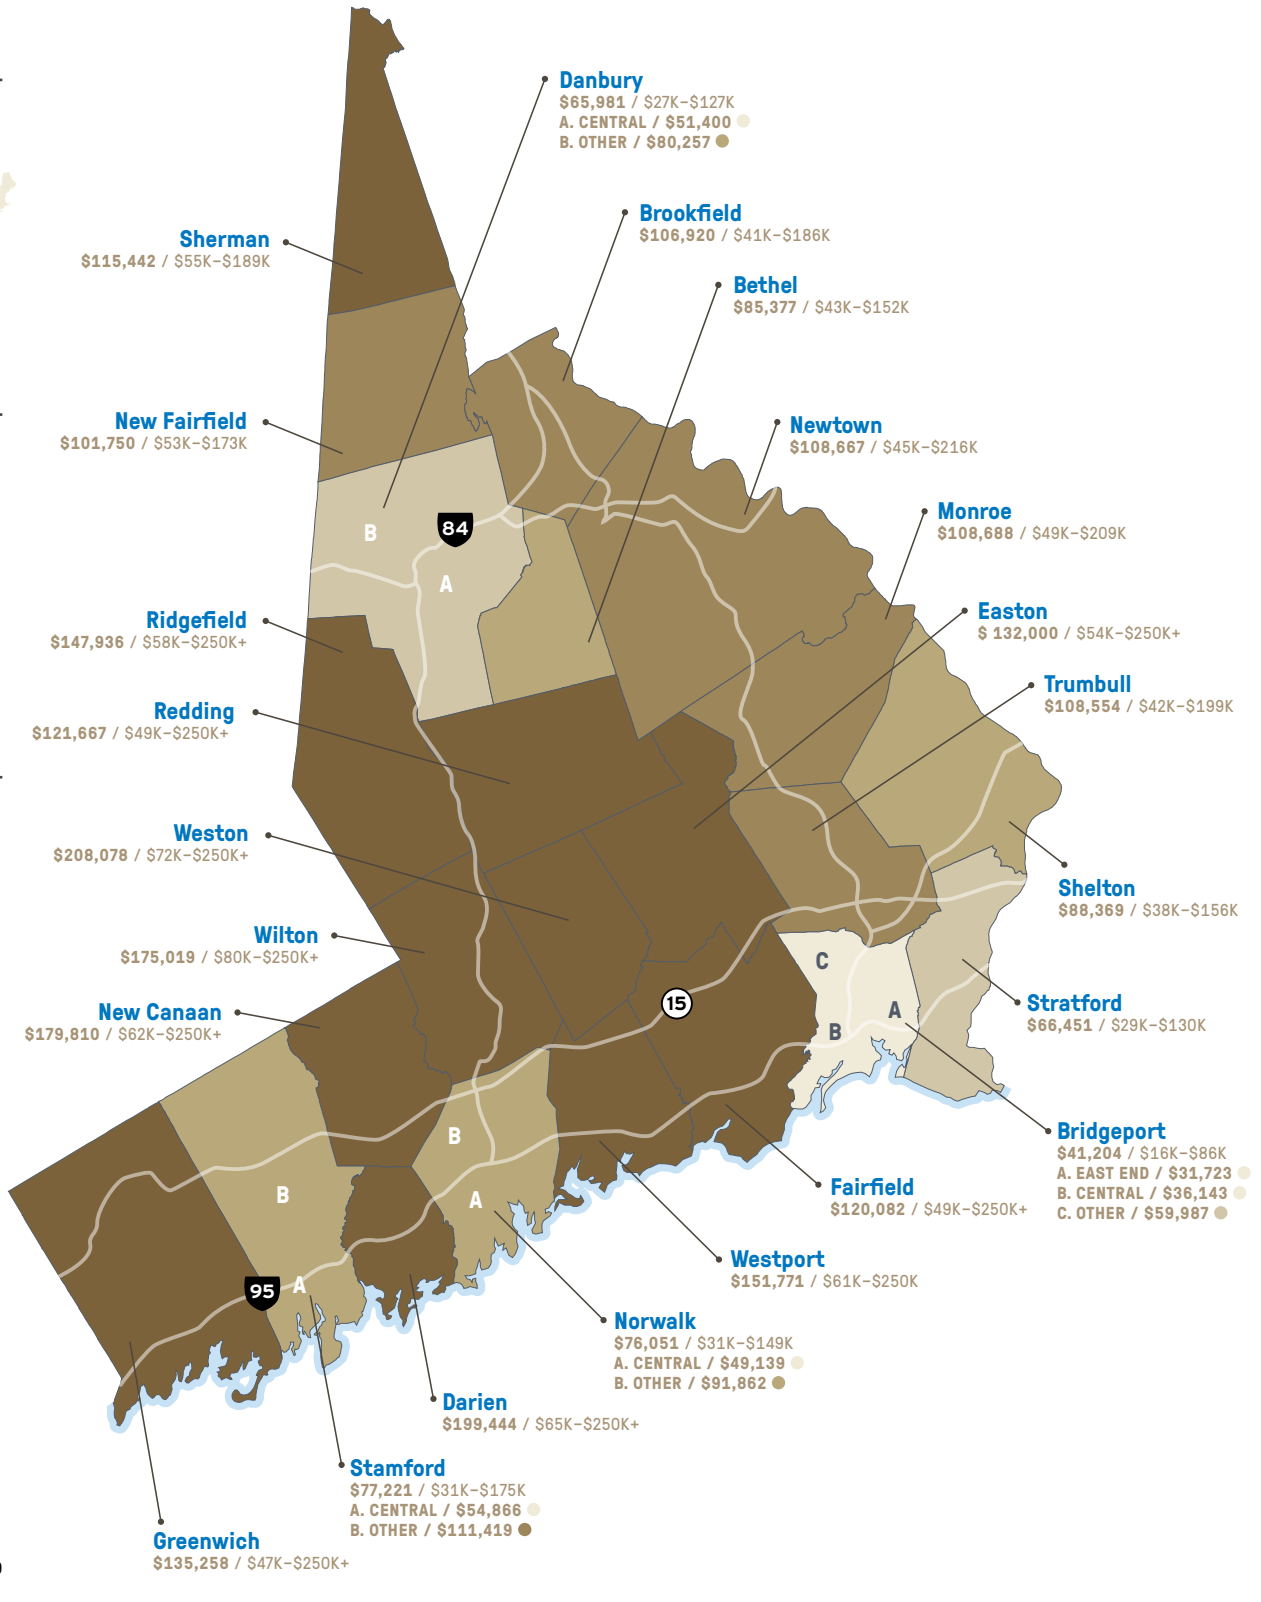 Danbury
$65,981 / $27K–$127K
A. CENTRAL / $51,400
B. OTHER / $80,257
Brookfield
$106,920 / $41K–$186K
Sherman
$115,442 / $55K–$189K
Bethel
$85,377 / $43K–$152K
New Fairfield
$101,750 / $53K–$173K
Newtown
$108,667 / $45K–$216K
Monroe
$108,688 / $49K–$209K
B
84
A
Ridgefield
$147,936 / $58K–$250K+
Easton
$ 132,000 / $54K–$250K+
Trumbull
$108,554 / $42K–$199K
Redding
$121,667 / $49K–$250K+
Weston
$208,078 / $72K–$250K+
Shelton
$88,369 / $38K–$156K
Wilton
$175,019 / $80K–$250K+
C
15
A
B
New Canaan
$179,810 / $62K–$250K+
Stratford
$66,451 / $29K–$130K
Bridgeport
$41,204 / $16K–$86K
A. EAST END / $31,723
B. CENTRAL / $36,143
C. OTHER / $59,987
B
A
B
Fairfield
$120,082 / $49K–$250K+
Westport
$151,771 / $61K–$250K
95
A
Norwalk
$76,051 / $31K–$149K
A. CENTRAL / $49,139
B. OTHER / $91,862
Darien
$199,444 / $65K–$250K+
Stamford
$77,221 / $31K–$175K
A. CENTRAL / $54,866
B. OTHER / $111,419
Greenwich
$135,258 / $47K–$250K+